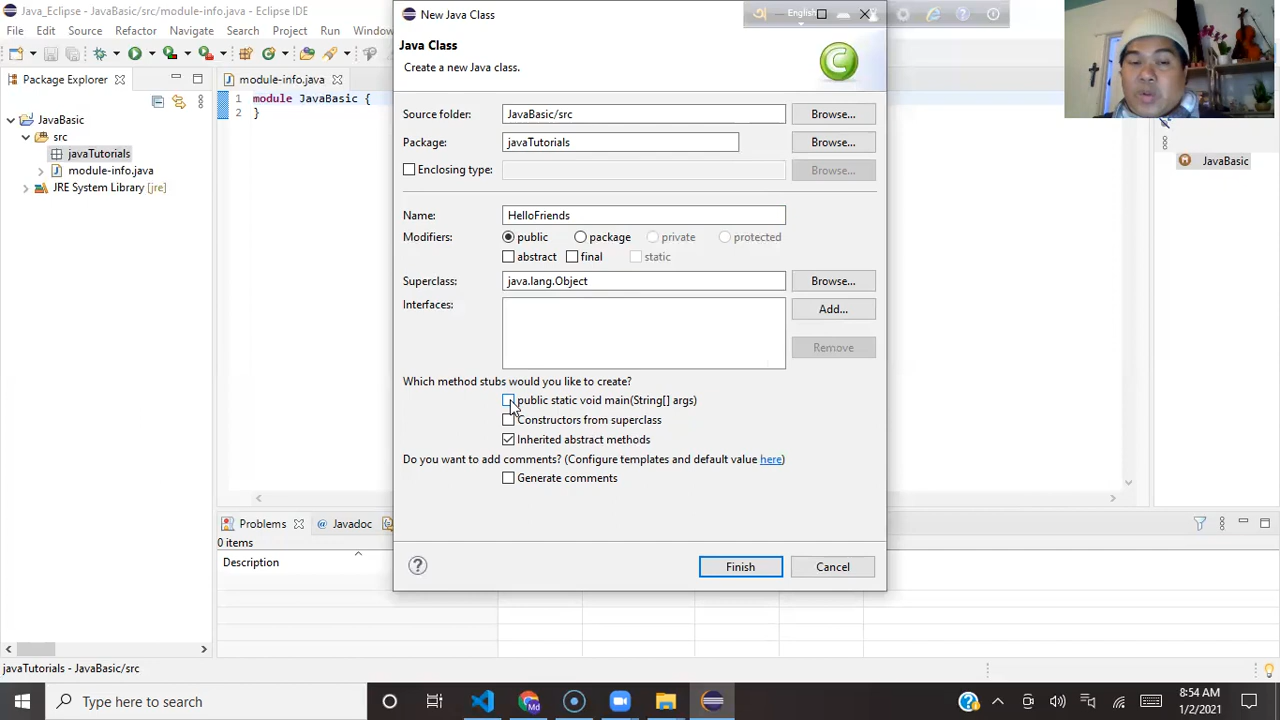 Java_Eclipse - JavaBasic/src/module-info.java - Eclipse IDE
File Edit Source Refactor Navigate Search Project Run Window
Package Explorer
module-info.java
JavaBasic
src
javaTutorials
module-info.java
JRE System Library [jre]
1 module JavaBasic {
2 }
New Java Class
English
Java Class
Create a new Java class.
Source folder: JavaBasic/src Browse...
Package: javaTutorials Browse...
Enclosing type: Browse...
Name: HelloFriends
Modifiers: public package private protected
abstract final static
Superclass: java.lang.Object Browse...
Interfaces: Add...
Remove
Which method stubs would you like to create?
public static void main(String[] args)
Constructors from superclass
Inherited abstract methods
Do you want to add comments? (Configure templates and default value here)
Generate comments
Finish Cancel
JavaBasic
Problems Javadoc
0 items
Description
javaTutorials - JavaBasic/src
Type here to search
8:54 AM
1/2/2021